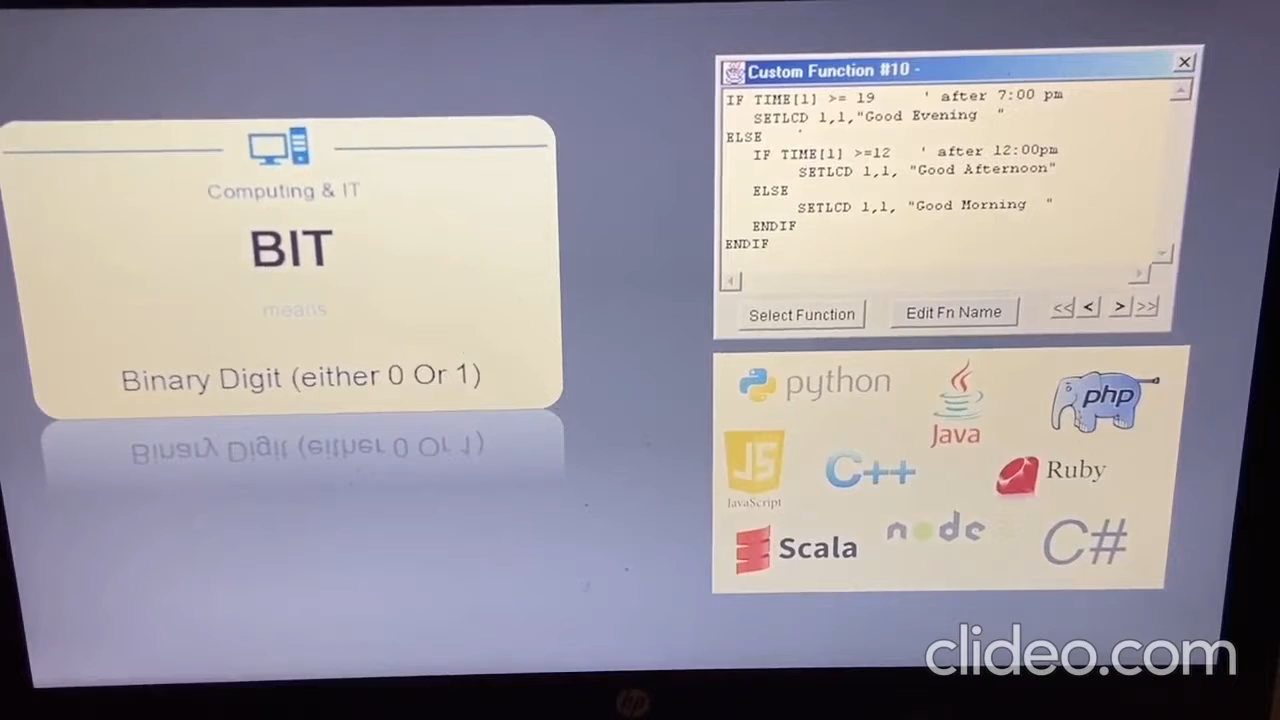 Computing & IT
BIT
means
Binary Digit (either 0 Or 1)
Binary Digit (either 0 Or 1)
Custom Function #10 -
IF TIME[1] >= 19 ' after 7:00 pm
SETLCD 1,1,"Good Evening "
ELSE
IF TIME[1] >=12 ' after 12:00pm
SETLCD 1,1, "Good Afternoon"
ELSE
SETLCD 1,1, "Good Morning "
ENDIF
ENDIF
Select Function
Edit Fn Name
<< < > >>
python
Java
php
JS
JavaScript
C++
Ruby
Scala
node
C#
clideo.com
hp